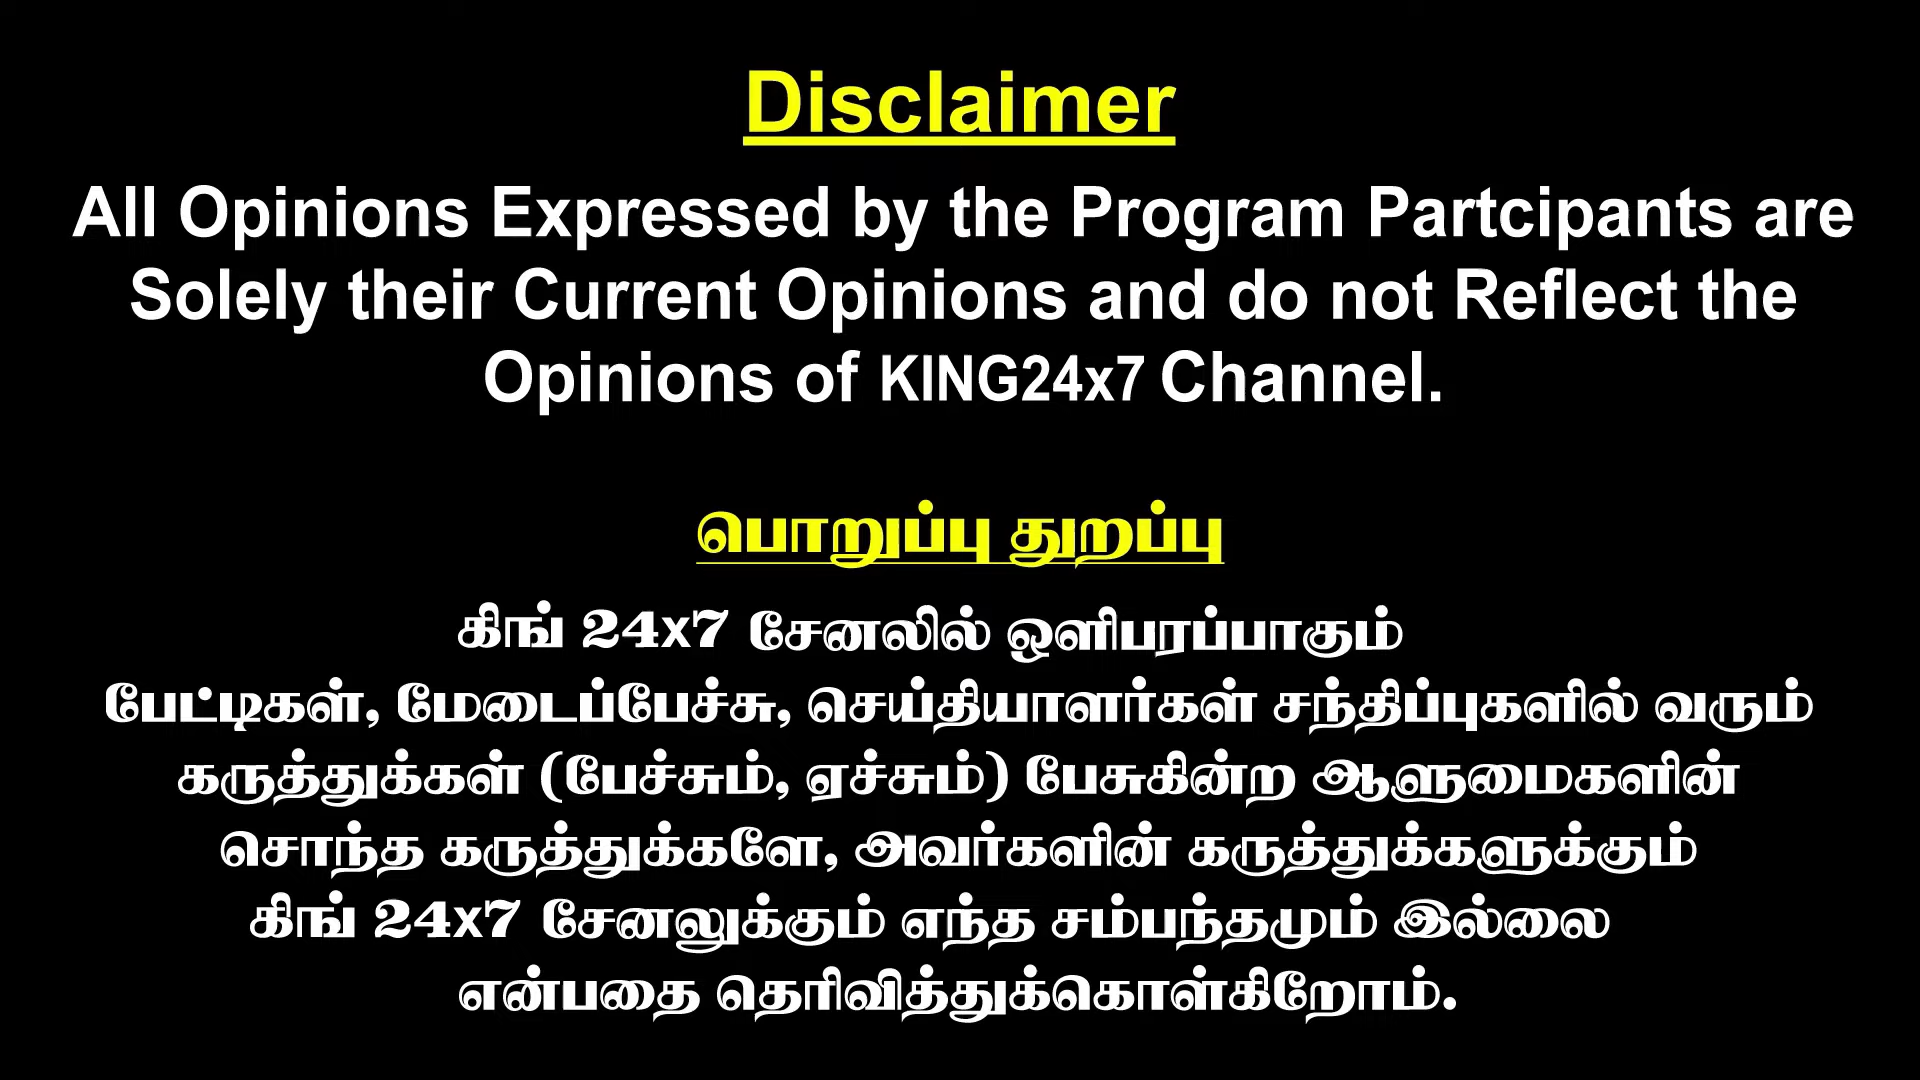 Disclaimer
All Opinions Expressed by the Program Partcipants are
Solely their Current Opinions and do not Reflect the
Opinions of KING24x7 Channel.
பொறுப்பு துறப்பு
கிங் 24x7 சேனலில் ஒளிபரப்பாகும்
பேட்டிகள், மேடைப்பேச்சு, செய்தியாளர்கள் சந்திப்புகளில் வரும்
கருத்துக்கள் (பேச்சும், ஏச்சும்) பேசுகின்ற ஆளுமைகளின்
சொந்த கருத்துக்களே, அவர்களின் கருத்துக்களுக்கும்
கிங் 24x7 சேனலுக்கும் எந்த சம்பந்தமும் இல்லை
என்பதை தெரிவித்துக்கொள்கிறோம்.